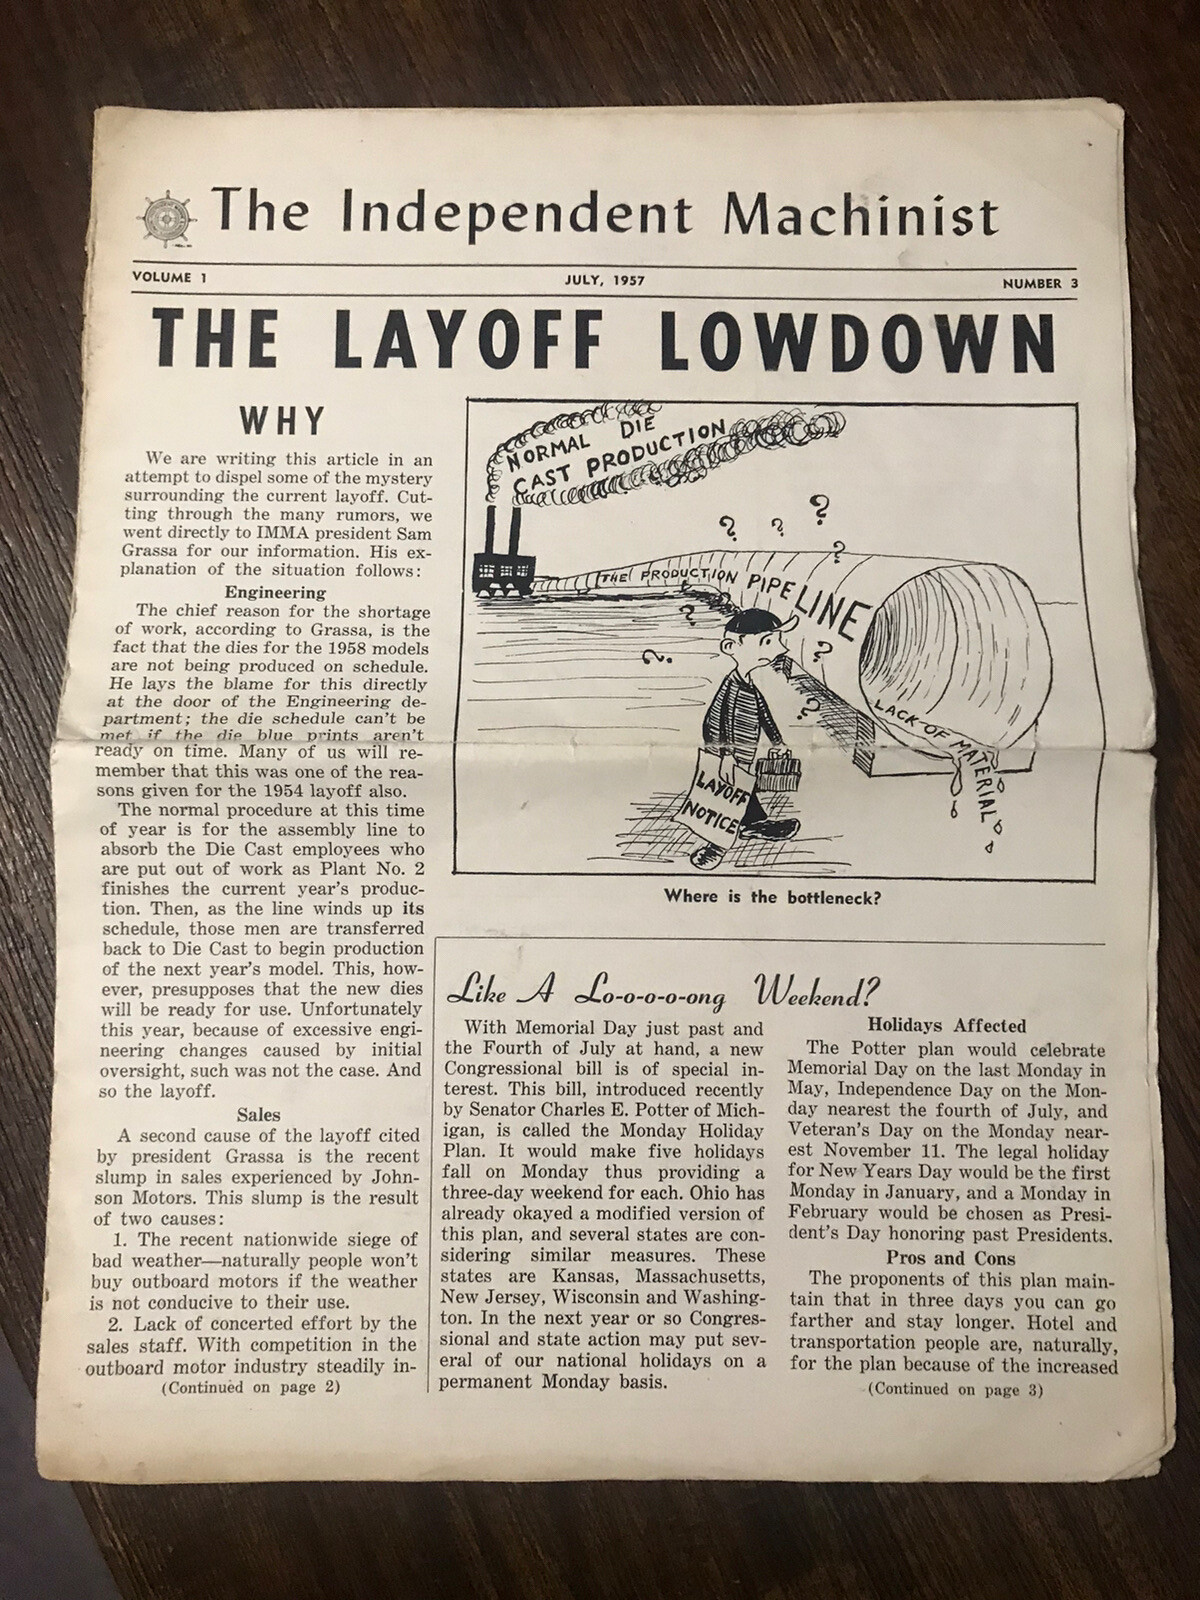 The Independent Machinist
VOLUME 1
JULY, 1957
NUMBER 3
THE LAYOFF LOWDOWN
WHY
We are writing this article in an
attempt to dispel some of the mystery
surrounding the current layoff. Cut-
ting through the many rumors, we
went directly to IMMA president Sam
Grassa for our information. His ex-
planation of the situation follows:
Engineering
The chief reason for the shortage
of work, according to Grassa, is the
fact that the dies for the 1958 models
are not being produced on schedule.
He lays the blame for this directly
at the door of the Engineering de-
partment; the die schedule can't be
met if the die blue prints aren't
ready on time. Many of us will re-
member that this was one of the rea-
sons given for the 1954 layoff also.
The normal procedure at this time
of year is for the assembly line to
absorb the Die Cast employees who
are put out of work as Plant No. 2
finishes the current year's produc-
tion. Then, as the line winds up its
schedule, those men are transferred
back to Die Cast to begin production
of the next year's model. This, how-
ever, presupposes that the new dies
will be ready for use. Unfortunately
this year, because of excessive engi-
neering changes caused by initial
oversight, such was not the case. And
so the layoff.
Sales
A second cause of the layoff cited
by president Grassa is the recent
slump in sales experienced by John-
son Motors. This slump is the result
of two causes:
1. The recent nationwide siege of
bad weather—naturally people won't
buy outboard motors if the weather
is not conducive to their use.
2. Lack of concerted effort by the
sales staff. With competition in the
outboard motor industry steadily in-
(Continued on page 2)
NORMAL DIE
CAST PRODUCTION
? ? ?
?
THE PRODUCTION PIPELINE
?
?
?
?
LACK OF MATERIAL
LAYOFF
NOTICE
Where is the bottleneck?
Like A Lo-o-o-o-ong Weekend?
With Memorial Day just past and
the Fourth of July at hand, a new
Congressional bill is of special in-
terest. This bill, introduced recently
by Senator Charles E. Potter of Mich-
igan, is called the Monday Holiday
Plan. It would make five holidays
fall on Monday thus providing a
three-day weekend for each. Ohio has
already okayed a modified version of
this plan, and several states are con-
sidering similar measures. These
states are Kansas, Massachusetts,
New Jersey, Wisconsin and Washing-
ton. In the next year or so Congres-
sional and state action may put sev-
eral of our national holidays on a
permanent Monday basis.
Holidays Affected
The Potter plan would celebrate
Memorial Day on the last Monday in
May, Independence Day on the Mon-
day nearest the fourth of July, and
Veteran's Day on the Monday near-
est November 11. The legal holiday
for New Years Day would be the first
Monday in January, and a Monday in
February would be chosen as Presi-
dent's Day honoring past Presidents.
Pros and Cons
The proponents of this plan main-
tain that in three days you can go
farther and stay longer. Hotel and
transportation people are, naturally,
for the plan because of the increased
(Continued on page 3)